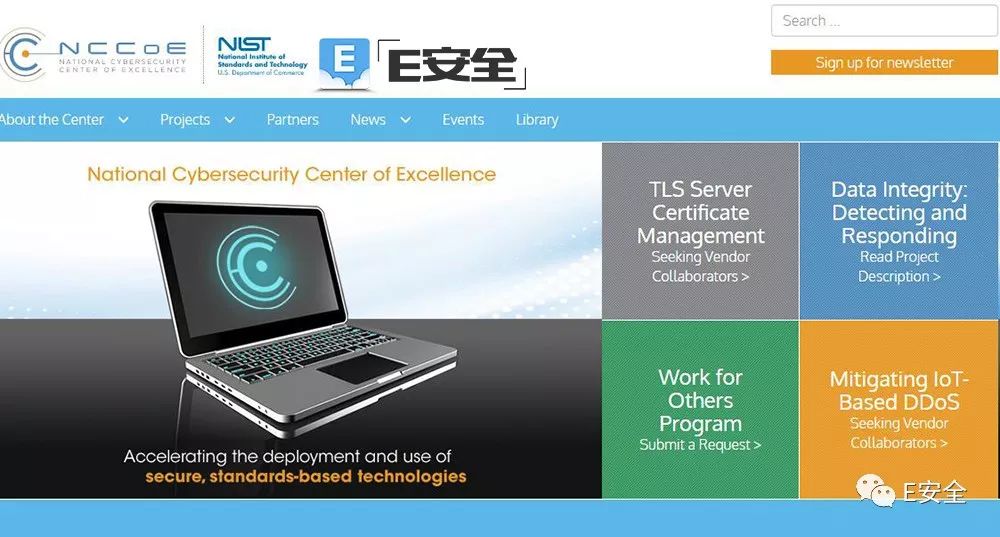 NCCoE
NATIONAL CYBERSECURITY
CENTER OF EXCELLENCE
NIST
National Institute of
Standards and Technology
U.S. Department of Commerce
E
E安全
Search ...
Sign up for newsletter
About the Center
Projects
Partners
News
Events
Library
National Cybersecurity Center of Excellence
Accelerating the deployment and use of
secure, standards-based technologies
TLS Server
Certificate
Management
Seeking Vendor
Collaborators >
Data Integrity:
Detecting and
Responding
Read Project
Description >
Work for
Others
Program
Submit a Request >
Mitigating IoT-
Based DDoS
Seeking Vendor
Collaborators >
E安全